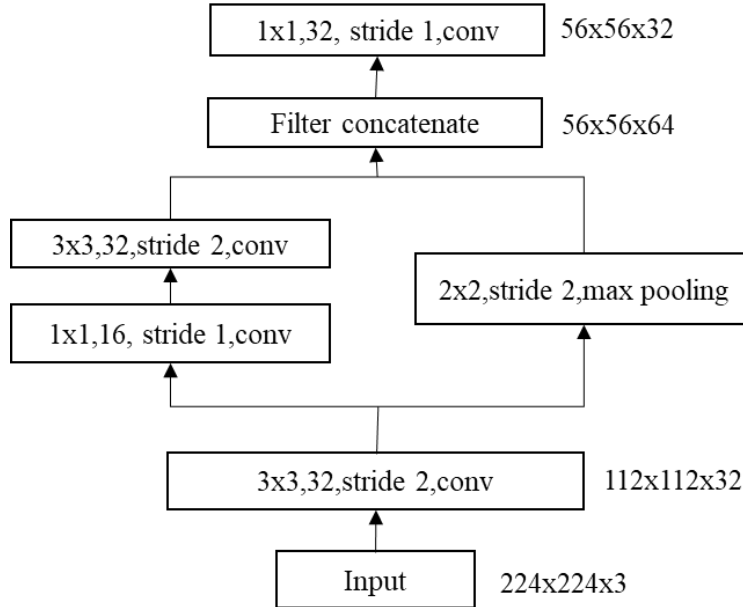 1x1,32, stride 1,conv 56x56x32
Filter concatenate 56x56x64
3x3,32,stride 2,conv
2x2,stride 2,max pooling
1x1,16, stride 1,conv
3x3,32,stride 2,conv 112x112x32
Input 224x224x3